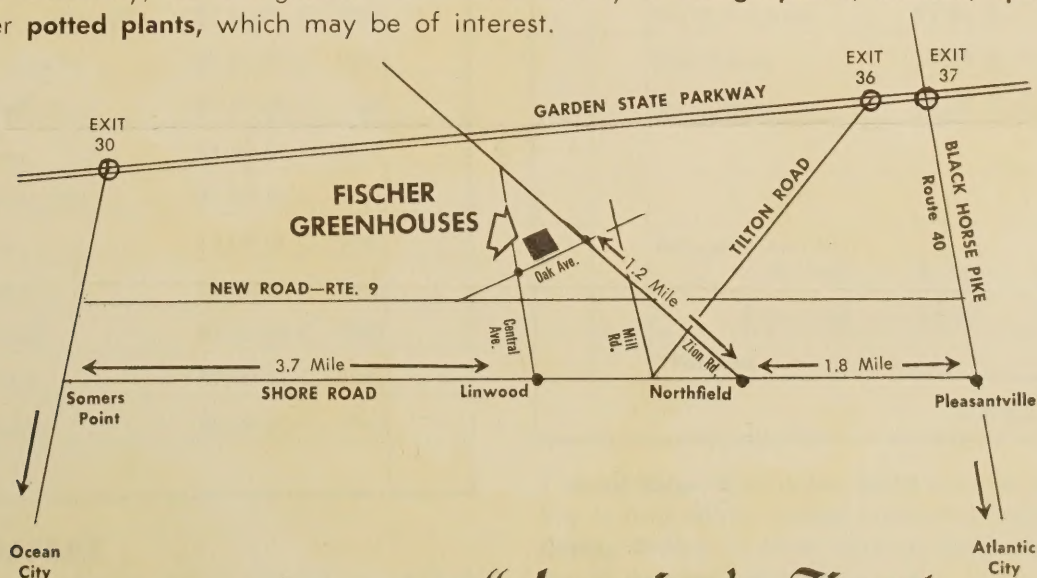 er potted plants, which may be of interest.
EXIT
36
EXIT
37
GARDEN STATE PARKWAY
EXIT
30
FISCHER
GREENHOUSES
TILTON ROAD
BLACK HORSE PIKE
Route 40
Oak Ave.
1.2 Mile
NEW ROAD—RTE. 9
Central
Ave.
Mill
Rd.
Zion Rd.
3.7 Mile
1.8 Mile
SHORE ROAD
Somers
Point
Linwood
Northfield
Pleasantville
Ocean
City
Atlantic
City